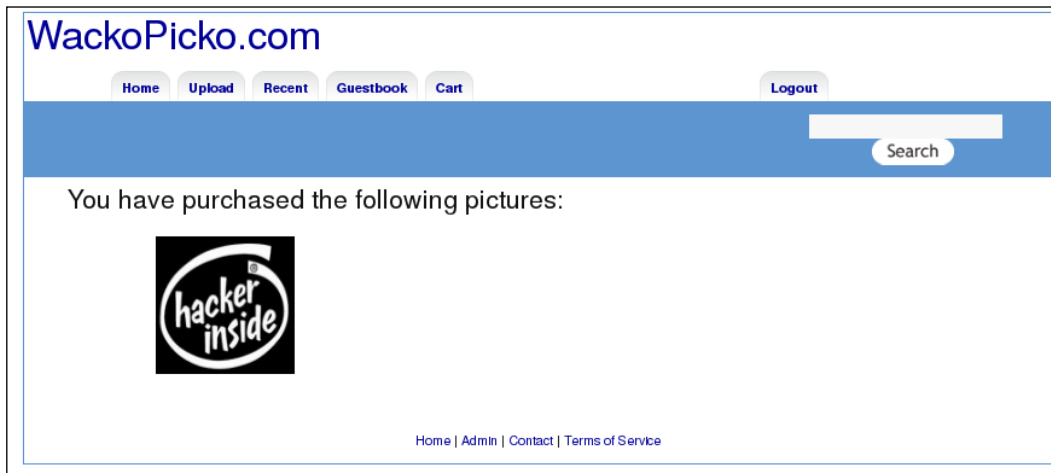 WackoPicko.com
Home Upload Recent Guestbook Cart Logout
Search
You have purchased the following pictures:
hacker
inside
®
Home | Admin | Contact | Terms of Service